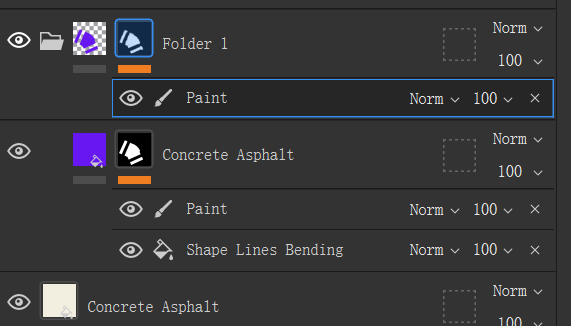 Norm
Folder 1
100
Paint Norm 100 ×
Norm
Concrete Asphalt
100
Paint Norm 100 ×
Shape Lines Bending Norm 100 ×
Norm
Concrete Asphalt
100